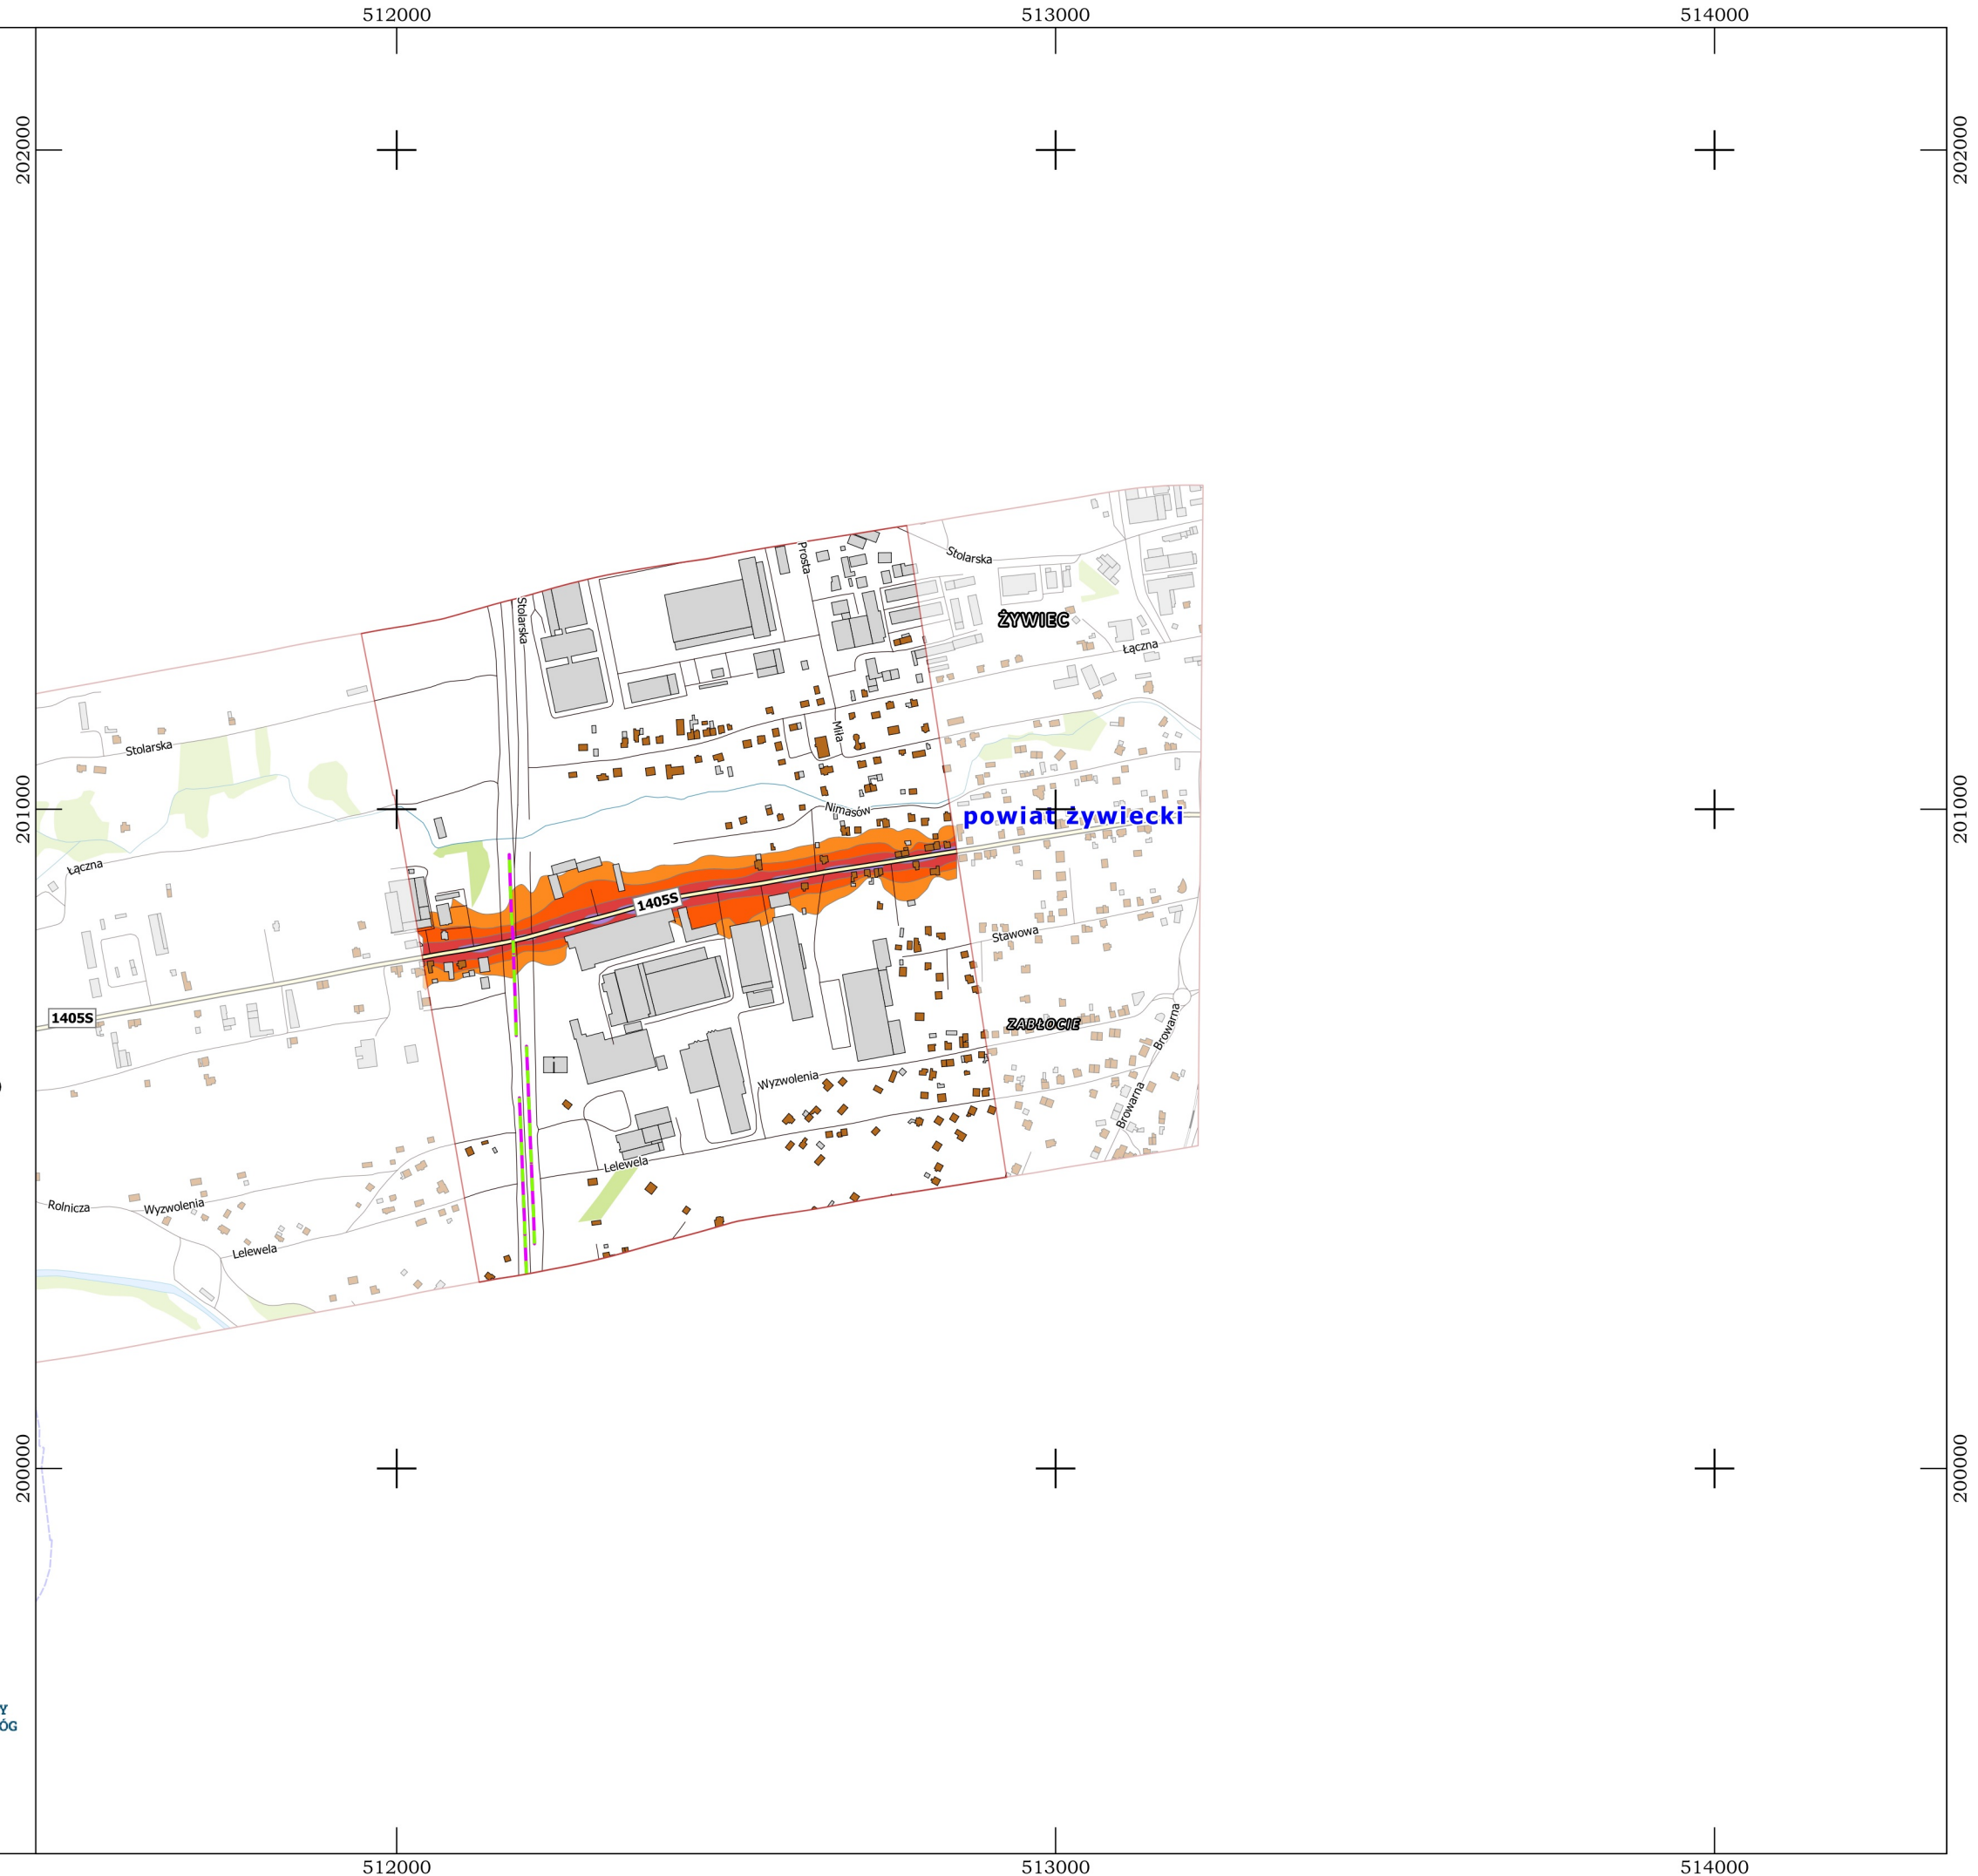 512000
513000
514000
202000
202000
Prosta
Stolarska
Stolarska
ŻYWIEC
Łączna
Stolarska
Miła
201000
Nimasów
powiat żywiecki
201000
Łączna
1405S
Stawowa
1405S
ZABŁOCIE
Browarna
Wyzwolenia
Browarna
Lelewela
Rolnicza
Wyzwolenia
Lelewela
200000
200000
Y
ÓG
512000
513000
514000